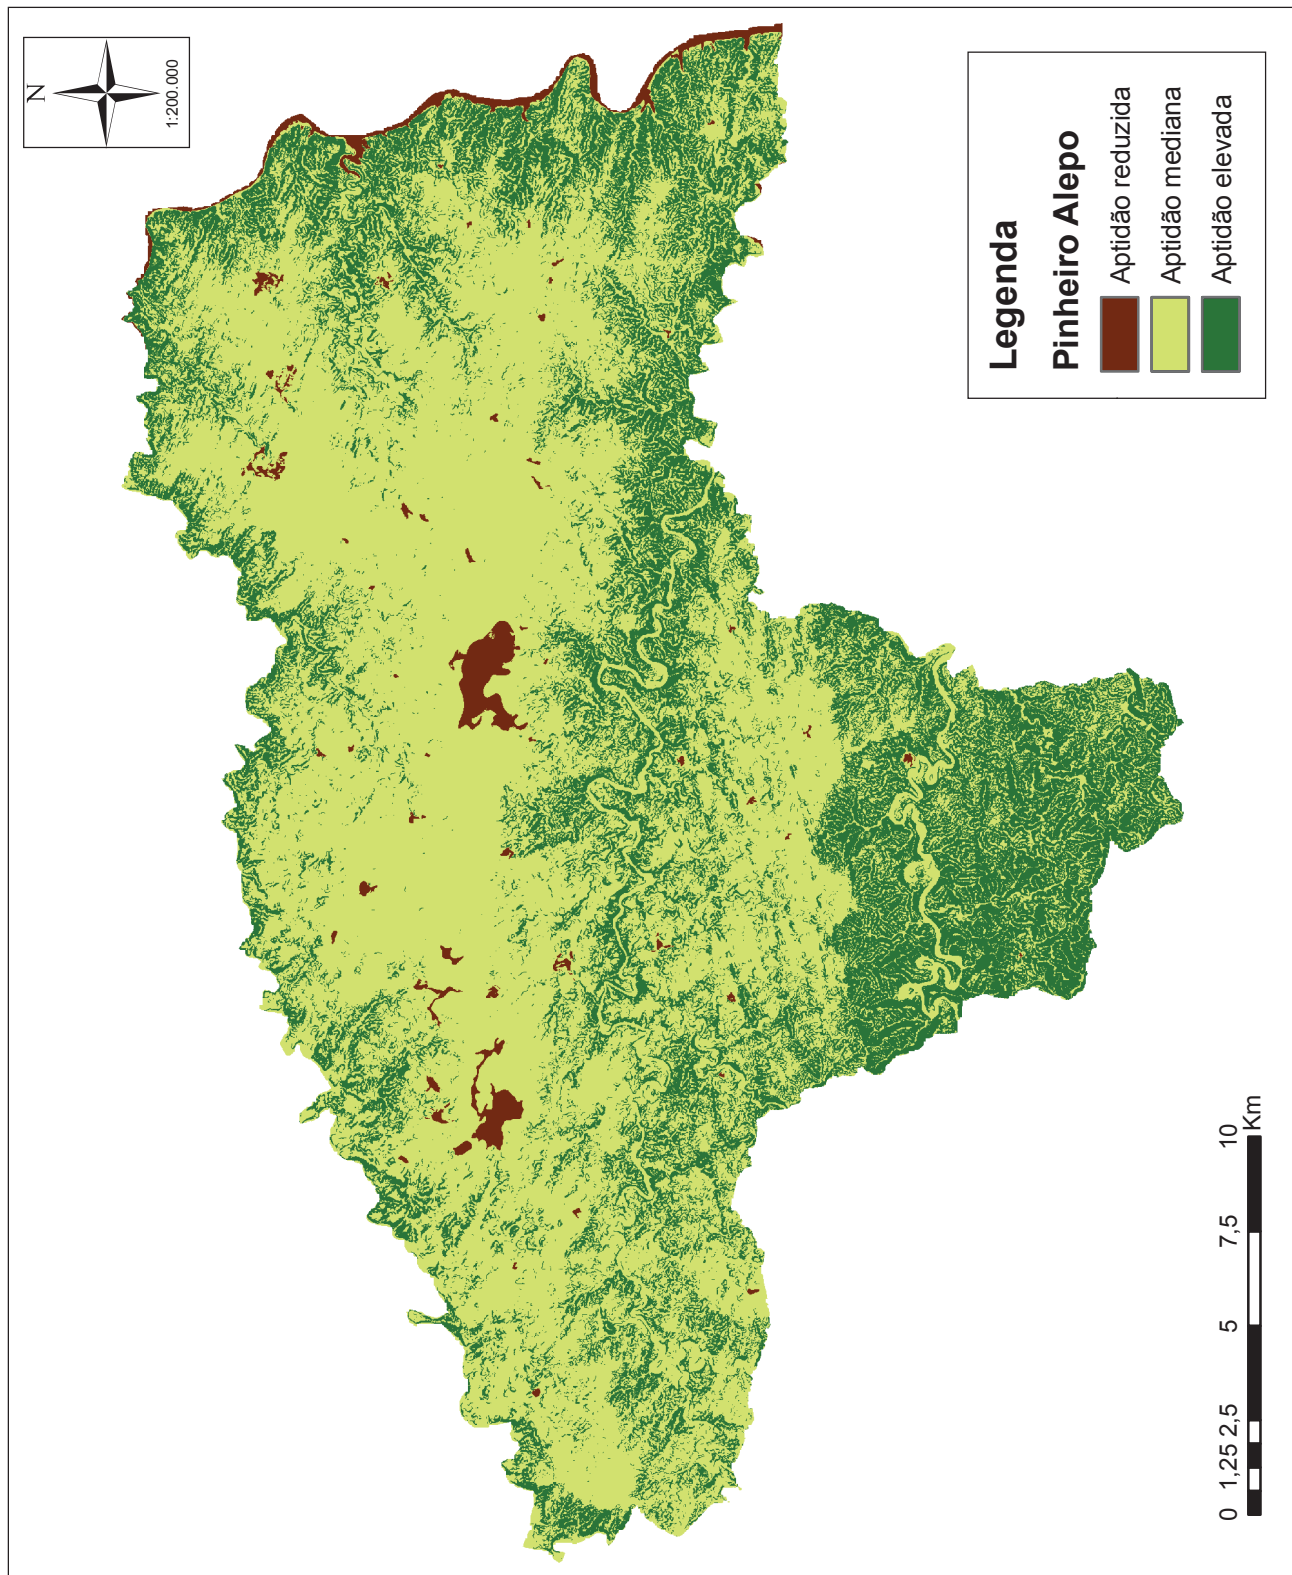 N
1:200.000
Legenda
Pinheiro Alepo
Aptidão reduzida
Aptidão mediana
Aptidão elevada
0 1,25 2,5 5 7,5 10
Km